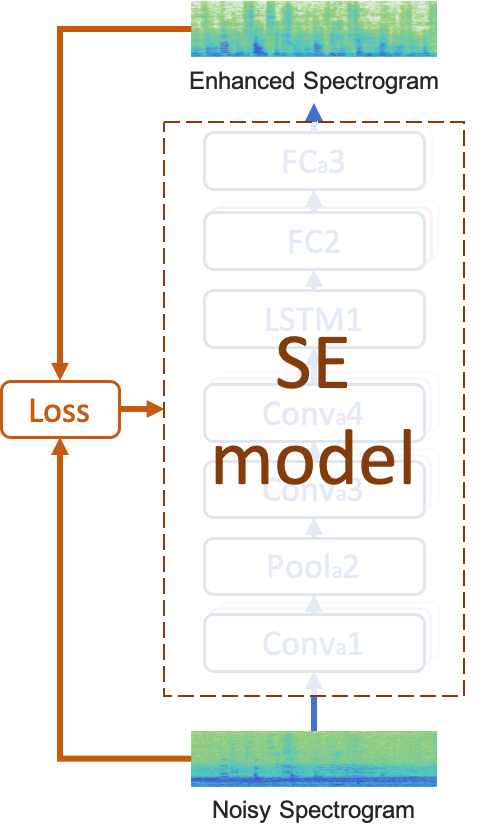 Enhanced Spectrogram
FCa3
FC2
LSTM1
SE
Loss
Conva4
model
Conva3
Poola2
Conva1
Noisy Spectrogram